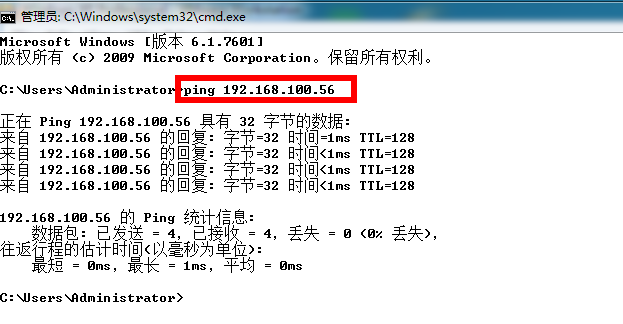 管理员: C:\Windows\system32\cmd.exe
Microsoft Windows [版本 6.1.7601]
版权所有 (c) 2009 Microsoft Corporation。保留所有权利。
C:\Users\Administrator>ping 192.168.100.56
正在 Ping 192.168.100.56 具有 32 字节的数据:
来自 192.168.100.56 的回复: 字节=32 时间=1ms TTL=128
来自 192.168.100.56 的回复: 字节=32 时间<1ms TTL=128
来自 192.168.100.56 的回复: 字节=32 时间<1ms TTL=128
来自 192.168.100.56 的回复: 字节=32 时间<1ms TTL=128
192.168.100.56 的 Ping 统计信息:
数据包: 已发送 = 4，已接收 = 4，丢失 = 0 (0% 丢失)，
往返行程的估计时间(以毫秒为单位):
最短 = 0ms，最长 = 1ms，平均 = 0ms
C:\Users\Administrator>